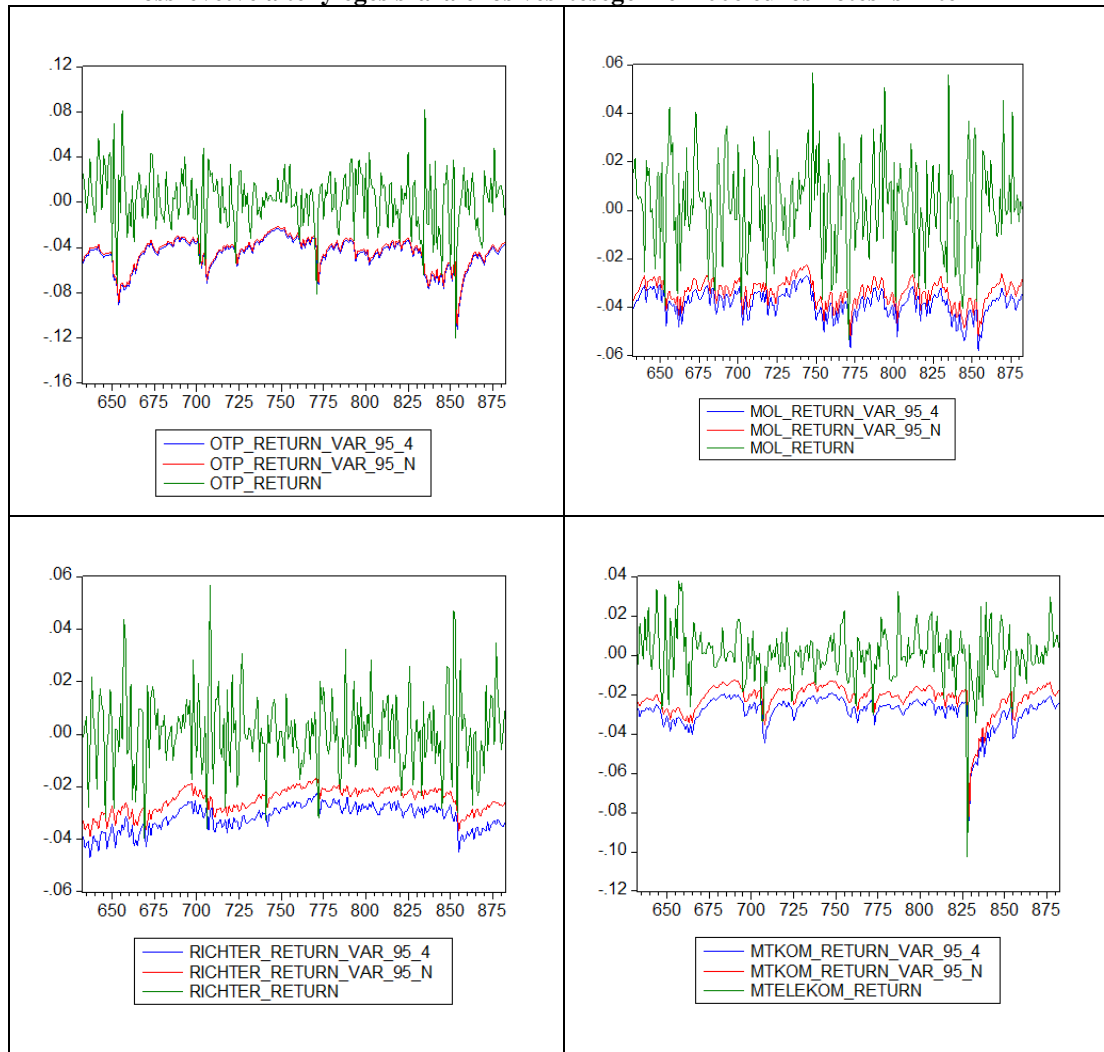 .12
.08
.04
.00
-.04
-.08
-.12
-.16
650 675 700 725 750 775 800 825 850 875
OTP_RETURN_VAR_95_4
OTP_RETURN_VAR_95_N
OTP_RETURN
.06
.04
.02
.00
-.02
-.04
-.06
650 675 700 725 750 775 800 825 850 875
MOL_RETURN_VAR_95_4
MOL_RETURN_VAR_95_N
MOL_RETURN
.06
.04
.02
.00
-.02
-.04
-.06
650 675 700 725 750 775 800 825 850 875
RICHTER_RETURN_VAR_95_4
RICHTER_RETURN_VAR_95_N
RICHTER_RETURN
.04
.02
.00
-.02
-.04
-.06
-.08
-.10
-.12
650 675 700 725 750 775 800 825 850 875
MTKOM_RETURN_VAR_95_4
MTKOM_RETURN_VAR_95_N
MTELEKOM_RETURN